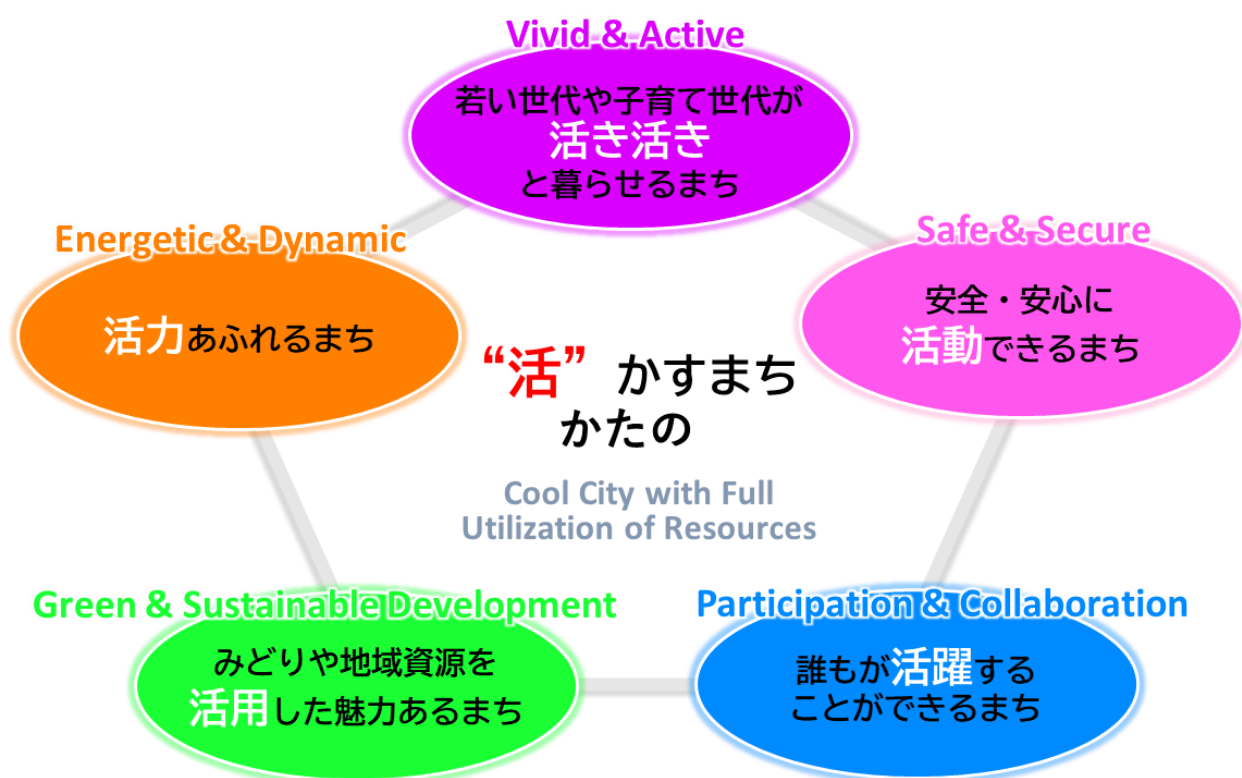 Vivid & Active
若い世代や子育て世代が
活き活き
と暮らせるまち
Energetic & Dynamic
活力あふれるまち
Safe & Secure
安全・安心に
活動できるまち
“活” かすまち
かたの
Cool City with Full
Utilization of Resources
Green & Sustainable Development
みどりや地域資源を
活用した魅力あるまち
Participation & Collaboration
誰もが活躍する
ことができるまち